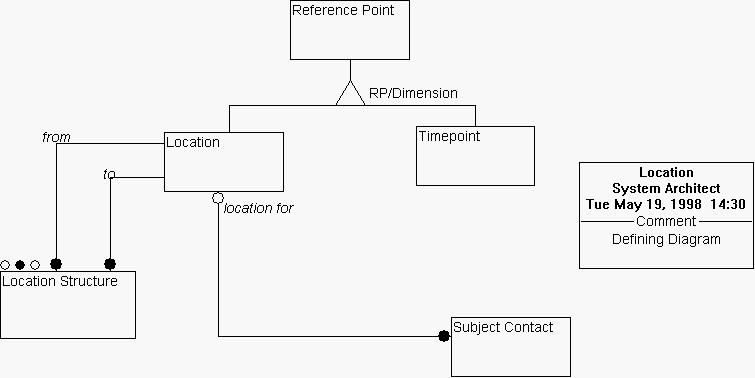 Reference Point
RP/Dimension
from
Location
Timepoint
to
location for
Location
System Architect
Tue May 19, 1998 14:30
Comment
Defining Diagram
Location Structure
Subject Contact